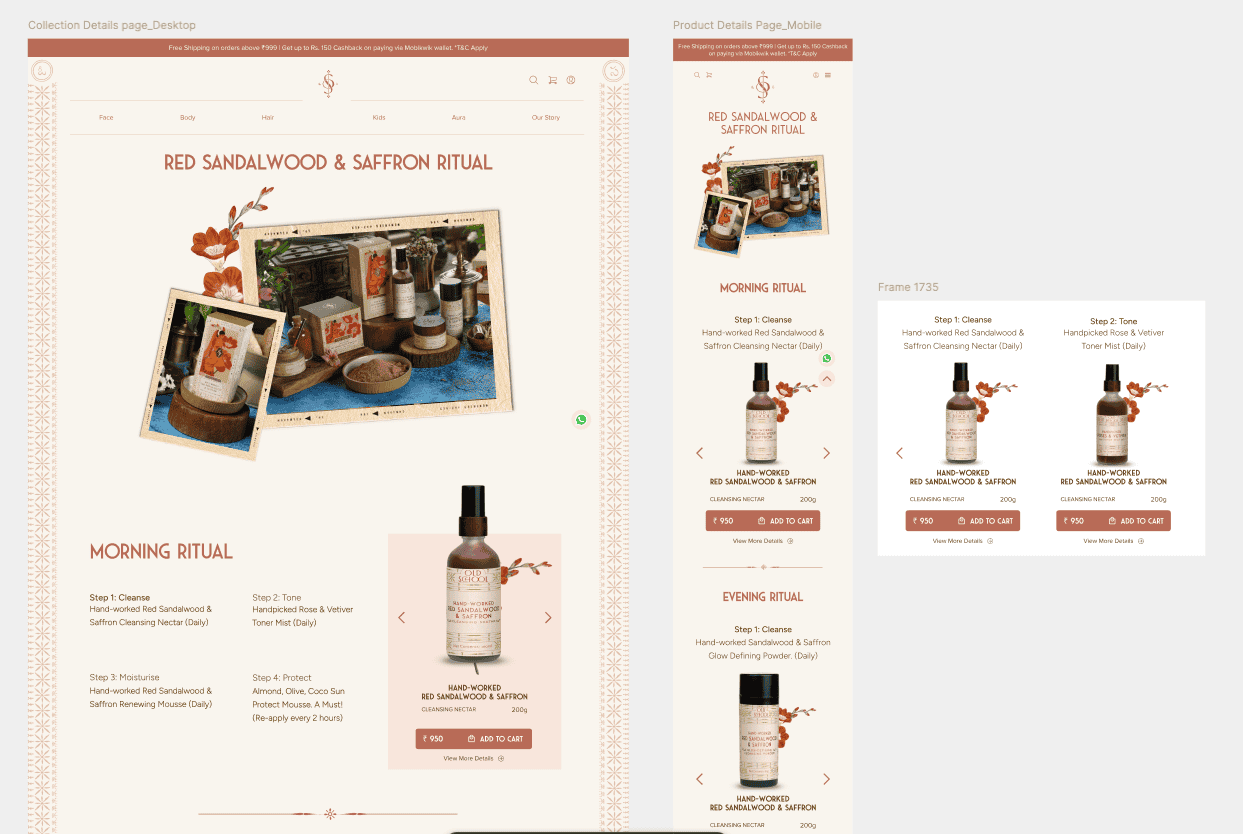 Collection Details page_Desktop
Free Shipping on orders above ₹999 | Get up to Rs. 150 Cashback on paying via Mobikwik wallet. *T&C Apply
Face
Body
Hair
Kids
Aura
Our Story
RED SANDALWOOD & SAFFRON RITUAL
MORNING RITUAL
Step 1: Cleanse
Hand-worked Red Sandalwood &
Saffron Cleansing Nectar (Daily)
Step 2: Tone
Handpicked Rose & Vetiver
Toner Mist (Daily)
Step 3: Moisturise
Hand-worked Red Sandalwood &
Saffron Renewing Mousse (Daily)
Step 4: Protect
Almond, Olive, Coco Sun
Protect Mousse. A Must!
(Re-apply every 2 hours)
OLD
SCHOOL
HAND-WORKED
RED SANDALWOOD
& SAFFRON
HAND-WORKED
RED SANDALWOOD & SAFFRON
CLEANSING NECTAR
200g
₹ 950
ADD TO CART
View More Details
Product Details Page_Mobile
Free Shipping on orders above ₹999 | Get up to Rs. 150 Cashback
on paying via Mobikwik wallet. *T&C Apply
RED SANDALWOOD &
SAFFRON RITUAL
MORNING RITUAL
Step 1: Cleanse
Hand-worked Red Sandalwood &
Saffron Cleansing Nectar (Daily)
HAND-WORKED
RED SANDALWOOD & SAFFRON
CLEANSING NECTAR
200g
₹ 950
ADD TO CART
View More Details
EVENING RITUAL
Step 1: Cleanse
Hand-worked Sandalwood & Saffron
Glow Defining Powder. (Daily)
HAND-WORKED
RED SANDALWOOD & SAFFRON
CLEANSING NECTAR
200g
Frame 1735
Step 1: Cleanse
Hand-worked Red Sandalwood &
Saffron Cleansing Nectar (Daily)
HAND-WORKED
RED SANDALWOOD & SAFFRON
CLEANSING NECTAR
200g
₹ 950
ADD TO CART
View More Details
Step 2: Tone
Handpicked Rose & Vetiver
Toner Mist (Daily)
HAND-WORKED
RED SANDALWOOD & SAFFRON
CLEANSING NECTAR
200g
₹ 950
ADD TO CART
View More Details